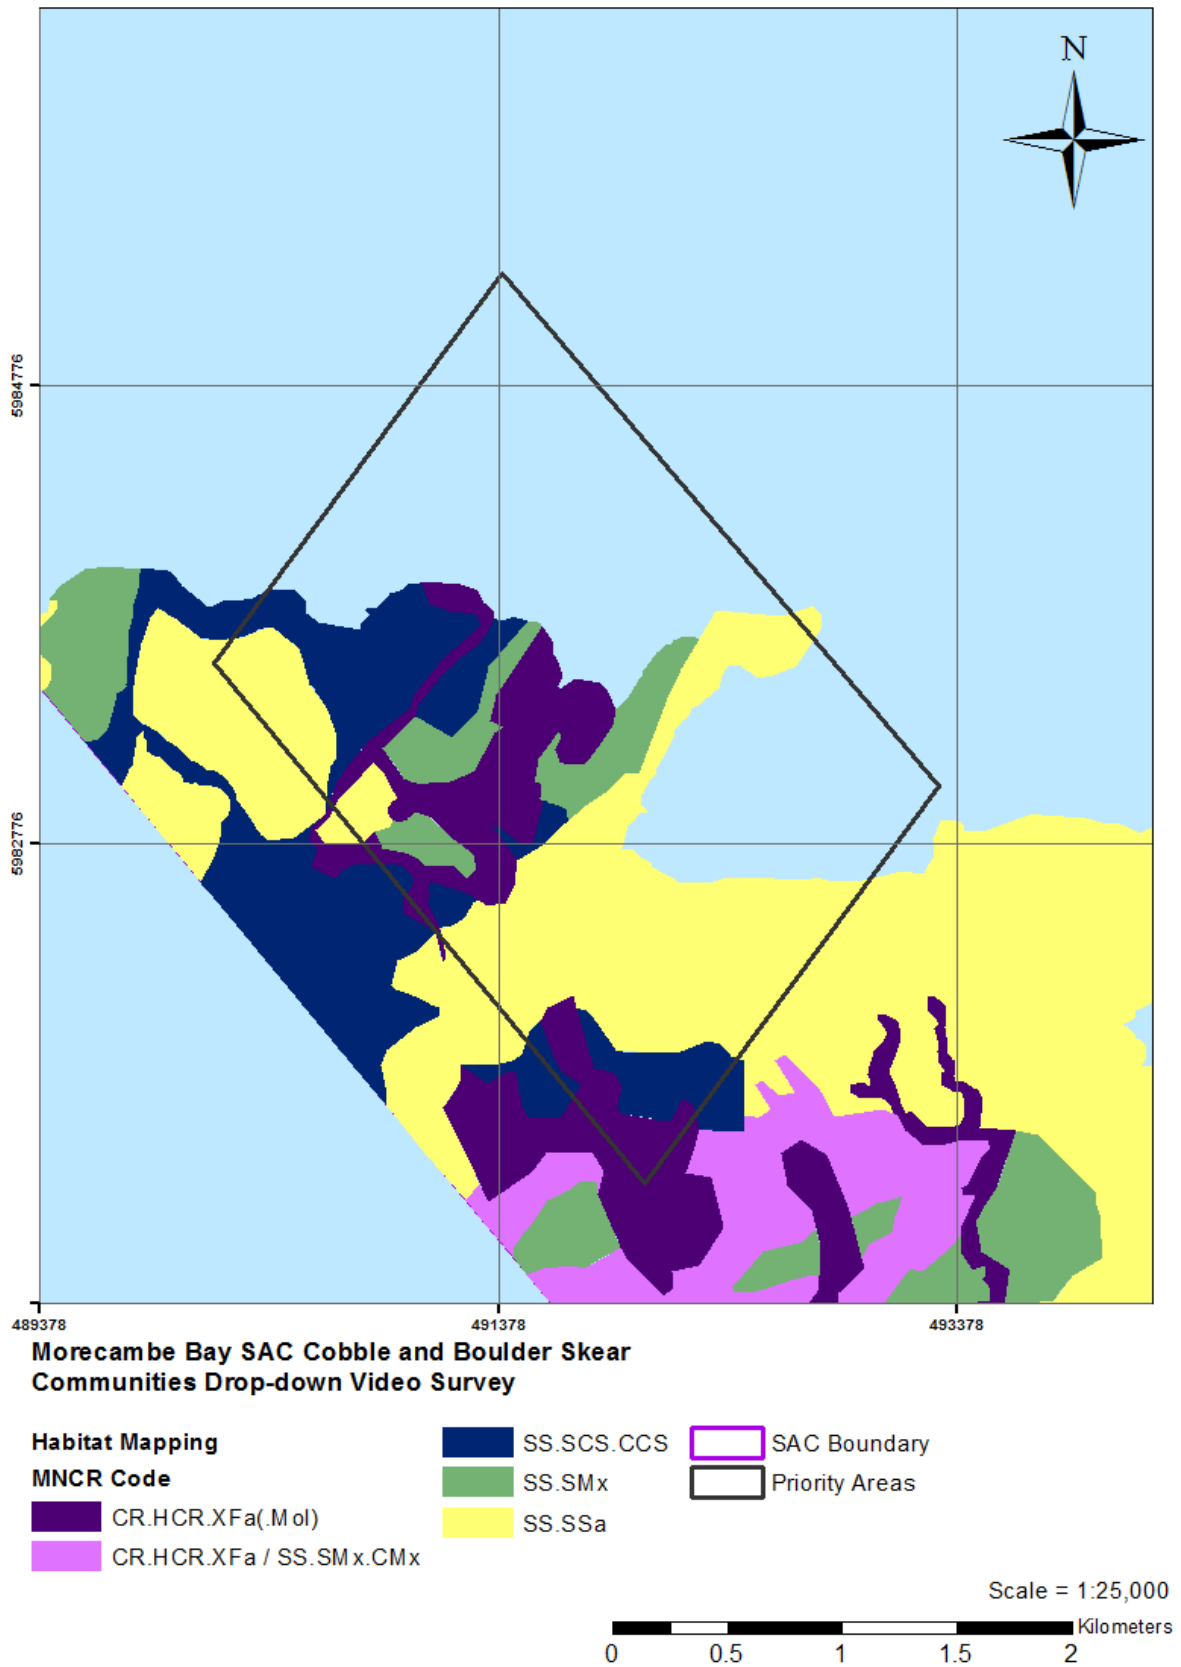 N
5984776
5982776
489378
491378
493378
Morecambe Bay SAC Cobble and Boulder Skear
Communities Drop-down Video Survey
Habitat Mapping
MNCR Code
CR.HCR.XFa(.Mol)
CR.HCR.XFa / SS.SMx.CMx
SS.SCS.CCS
SS.SMx
SS.SSa
SAC Boundary
Priority Areas
Scale = 1:25,000
Kilometers
0 0.5 1 1.5 2